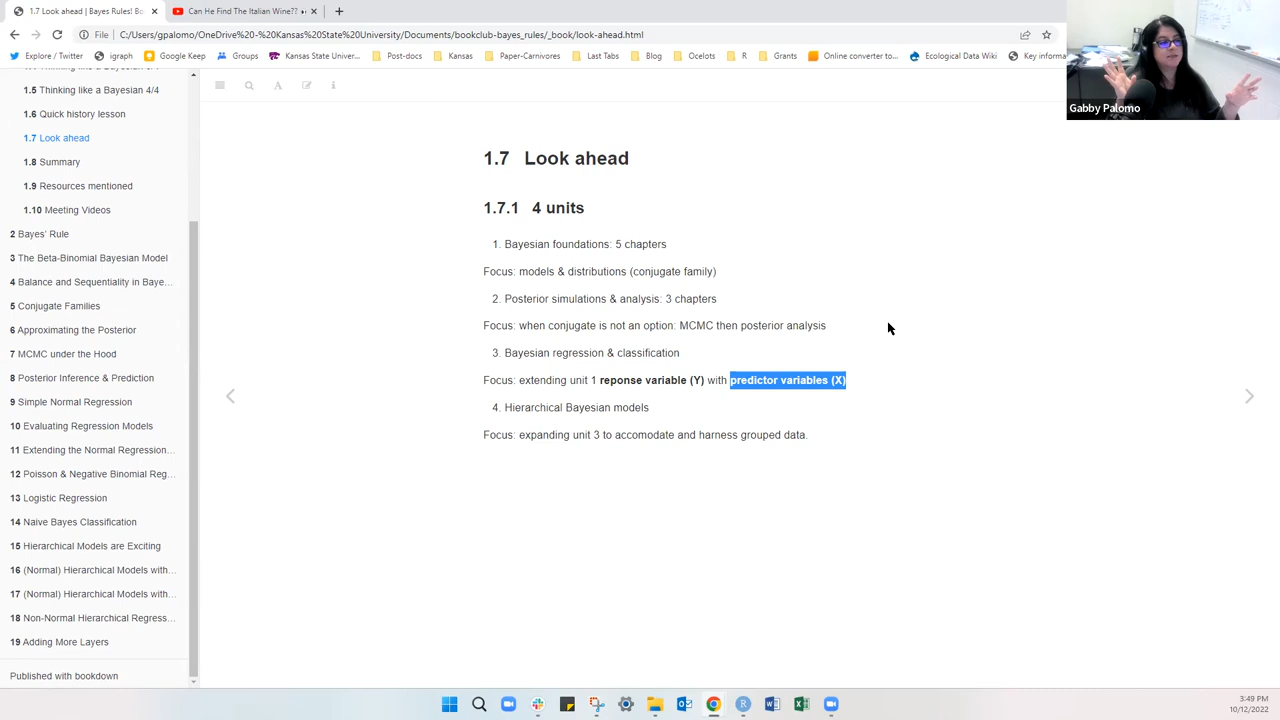 1.7 Look ahead | Bayes Rules! Bo
Can He Find The Italian Wine??
File
C:/Users/gpalomo/OneDrive%20-%20Kansas%20State%20University/Documents/bookclub-bayes_rules/_book/look-ahead.html
Explore / Twitter
igraph
Google Keep
Groups
Kansas State Univer...
Post-docs
Kansas
Paper-Carnivores
Last Tabs
Blog
Ocelots
R
Grants
Online converter to...
Ecological Data Wiki
Key informa
Gabby Palomo
1.5 Thinking like a Bayesian 4/4
1.6 Quick history lesson
1.7 Look ahead
1.8 Summary
1.9 Resources mentioned
1.10 Meeting Videos
2 Bayes' Rule
3 The Beta-Binomial Bayesian Model
4 Balance and Sequentiality in Baye...
5 Conjugate Families
6 Approximating the Posterior
7 MCMC under the Hood
8 Posterior Inference & Prediction
9 Simple Normal Regression
10 Evaluating Regression Models
11 Extending the Normal Regression...
12 Poisson & Negative Binomial Reg...
13 Logistic Regression
14 Naive Bayes Classification
15 Hierarchical Models are Exciting
16 (Normal) Hierarchical Models with...
17 (Normal) Hierarchical Models with...
18 Non-Normal Hierarchical Regress...
19 Adding More Layers
Published with bookdown
1.7 Look ahead
1.7.1 4 units
1. Bayesian foundations: 5 chapters
Focus: models & distributions (conjugate family)
2. Posterior simulations & analysis: 3 chapters
Focus: when conjugate is not an option: MCMC then posterior analysis
3. Bayesian regression & classification
Focus: extending unit 1 reponse variable (Y) with predictor variables (X)
4. Hierarchical Bayesian models
Focus: expanding unit 3 to accomodate and harness grouped data.
3:49 PM
10/12/2022